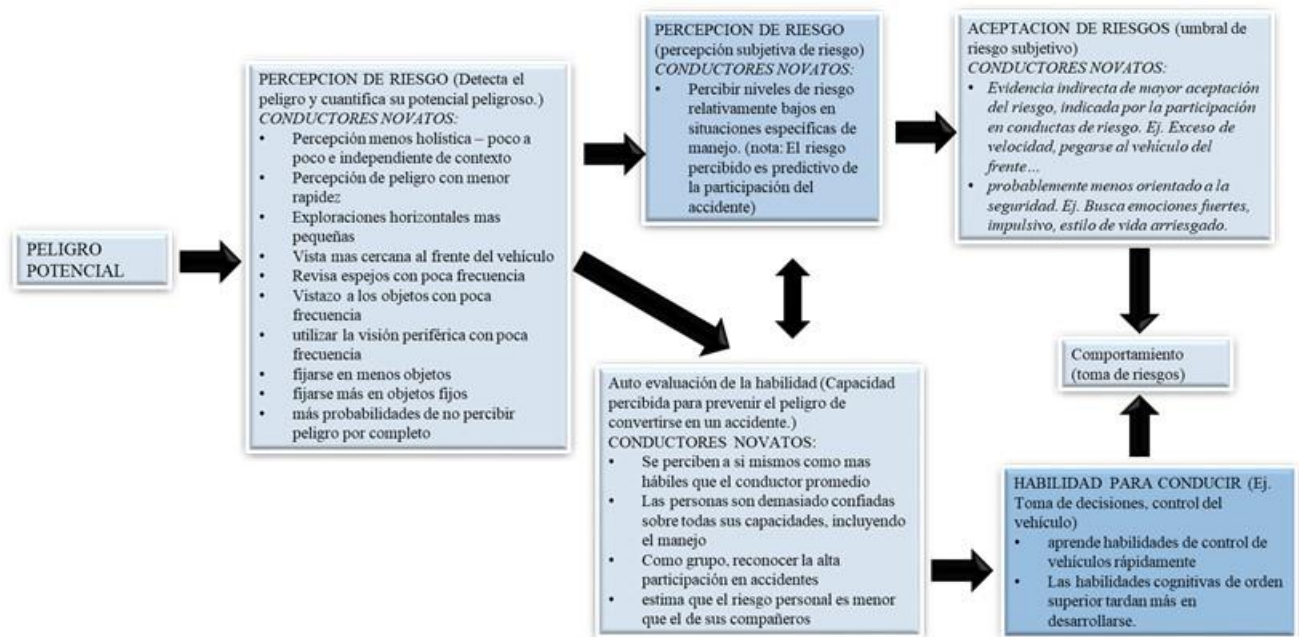 PELIGRO
POTENCIAL
PERCEPCION DE RIESGO (Detecta el
peligro y cuantifica su potencial peligroso.)
CONDUCTORES NOVATOS:
• Percepción menos holística – poco a
poco e independiente de contexto
• Percepción de peligro con menor
rapidez
• Exploraciones horizontales mas
pequeñas
• Vista mas cercana al frente del vehículo
• Revisa espejos con poca frecuencia
• Vistazo a los objetos con poca
frecuencia
• utilizar la visión periférica con poca
frecuencia
• fijarse en menos objetos
• fijarse más en objetos fijos
• más probabilidades de no percibir
peligro por completo
PERCEPCION DE RIESGO
(percepción subjetiva de riesgo)
CONDUCTORES NOVATOS:
• Percibir niveles de riesgo
relativamente bajos en
situaciones específicas de
manejo. (nota: El riesgo
percibido es predictivo de
la participación del
accidente)
ACEPTACION DE RIESGOS (umbral de
riesgo subjetivo)
CONDUCTORES NOVATOS:
• Evidencia indirecta de mayor aceptación
del riesgo, indicada por la participación
en conductas de riesgo. Ej. Exceso de
velocidad, pegarse al vehículo del
frente…
• probablemente menos orientado a la
seguridad. Ej. Busca emociones fuertes,
impulsivo, estilo de vida arriesgado.
Comportamiento
(toma de riesgos)
Auto evaluación de la habilidad (Capacidad
percibida para prevenir el peligro de
convertirse en un accidente.)
CONDUCTORES NOVATOS:
• Se perciben a si mismos como mas
hábiles que el conductor promedio
• Las personas son demasiado confiadas
sobre todas sus capacidades, incluyendo
el manejo
• Como grupo, reconocer la alta
participación en accidentes
• estima que el riesgo personal es menor
que el de sus compañeros
HABILIDAD PARA CONDUCIR (Ej.
Toma de decisiones, control del
vehículo)
• aprende habilidades de control de
vehículos rápidamente
• Las habilidades cognitivas de orden
superior tardan más en
desarrollarse.